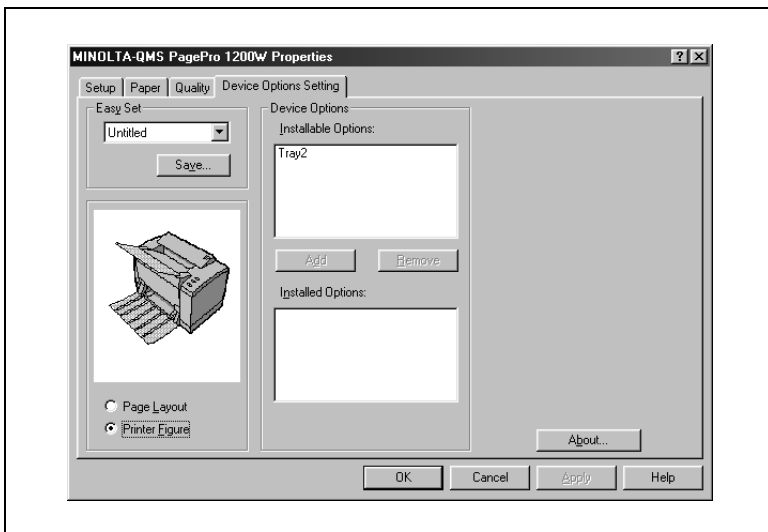 MINOLTA-QMS PagePro 1200W Properties
Setup Paper Quality Device Options Setting
Easy Set
Untitled
Save...
Page Layout
Printer Figure
Device Options
Installable Options:
Tray2
Add Remove
Installed Options:
About...
OK Cancel Apply Help